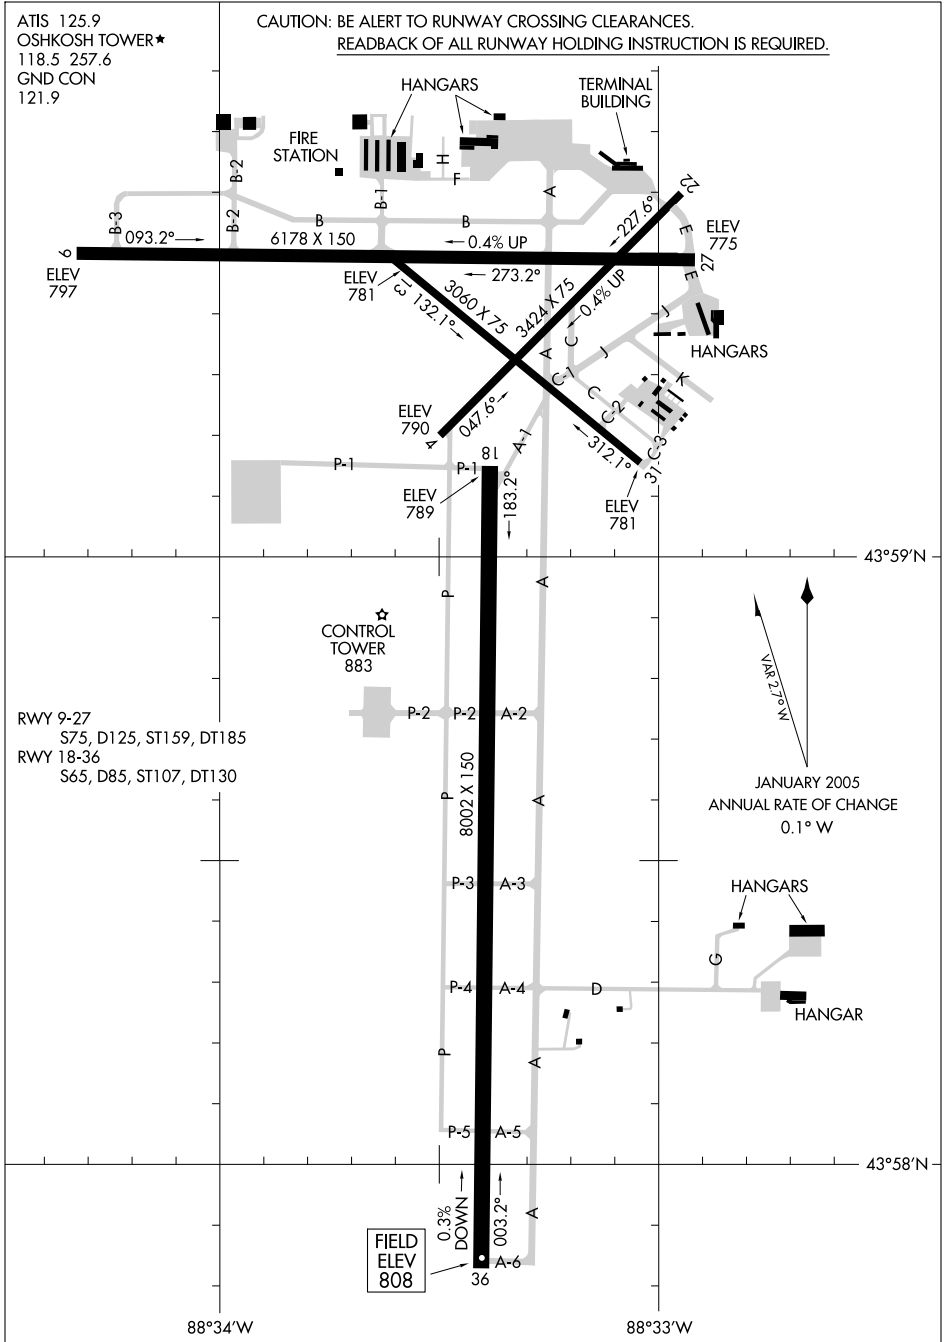 ATIS 125.9
OSHKOSH TOWER★
118.5 257.6
GND CON
121.9
CAUTION: BE ALERT TO RUNWAY CROSSING CLEARANCES.
READBACK OF ALL RUNWAY HOLDING INSTRUCTION IS REQUIRED.
HANGARS
TERMINAL
BUILDING
FIRE
STATION
H
F
A
B-2
B-1
B-3
B-2
B
B
22
227.6°
E
ELEV
775
093.2°
6178 X 150
0.4% UP
9
ELEV
797
273.2°
27
E
ELEV
781
13
132.1°
3060 X 75
3424 X 75
0.4% UP
C
J
J
HANGARS
A
C-1
C
C-2
K
ELEV
790
4
047.6°
A-1
312.1°
C-3
31
ELEV
781
P-1
P-1
18
ELEV
789
183.2°
43°59'N
P
A
CONTROL
TOWER
883
VAR 2.7° W
P-2
P-2
A-2
RWY 9-27
S75, D125, ST159, DT185
RWY 18-36
S65, D85, ST107, DT130
JANUARY 2005
ANNUAL RATE OF CHANGE
0.1° W
P
8002 X 150
A
P-3
A-3
HANGARS
G
P-4
A-4
D
HANGAR
P
A
P-5
A-5
43°58'N
0.3%
DOWN
003.2°
A
FIELD
ELEV
808
A-6
36
88°34'W
88°33'W